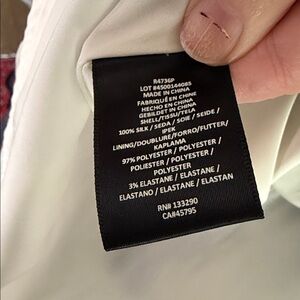 R4736P
LOT #4500144085
MADE IN CHINA
FABRIQUÉ EN CHINE
HECHO EN CHINA
GEBILDET IN CHINA
SHELL/TISSU/TELA
100% SILK / SEDA / SOIE / SEIDE /
IPEK
LINING/DOUBLURE/FORRO/FUTTER/
KAPLAMA
97% POLYESTER / POLYESTER /
POLIESTER / POLYESTER /
POLYESTER
3% ELASTANE / ELASTANE /
ELASTANO / ELASTANE / ELASTAN
RN# 133290
CA#45795